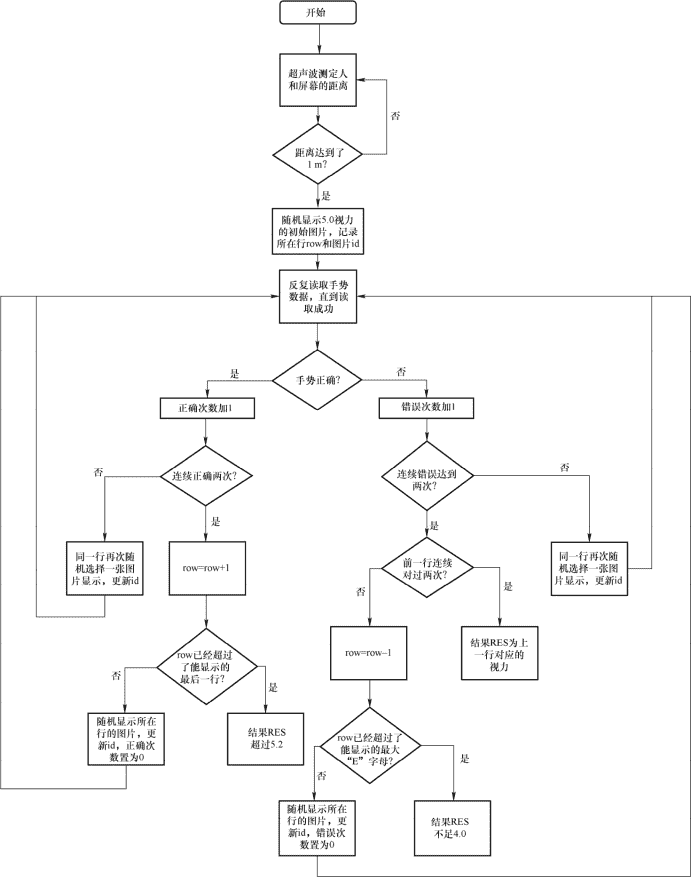 开始
超声波测定人
和屏幕的距离
否
距离达到了
1 m?
是
随机显示5.0视力
的初始图片，记录
所在行row和图片id
反复读取手势
数据，直到读
取成功
是
手势正确?
否
正确次数加1
错误次数加1
否
连续正确两次?
连续错误达到
两次?
否
是
是
同一行再次随
机选择一张图
片显示，更新id
row=row+1
前一行连续
对过两次?
同一行再次随
机选择一张图
片显示，更新id
否
是
row已经超过
了能显示的
最后一行?
row=row–1
结果RES为上
一行对应的
视力
否
是
随机显示所在
行的图片，更
新id，正确次
数置为0
结果RES
超过5.2
row已经超过了
能显示的最大
“E”字母?
否
是
随机显示所在
行的图片，更
新id，错误次
数置为0
结果RES
不足4.0